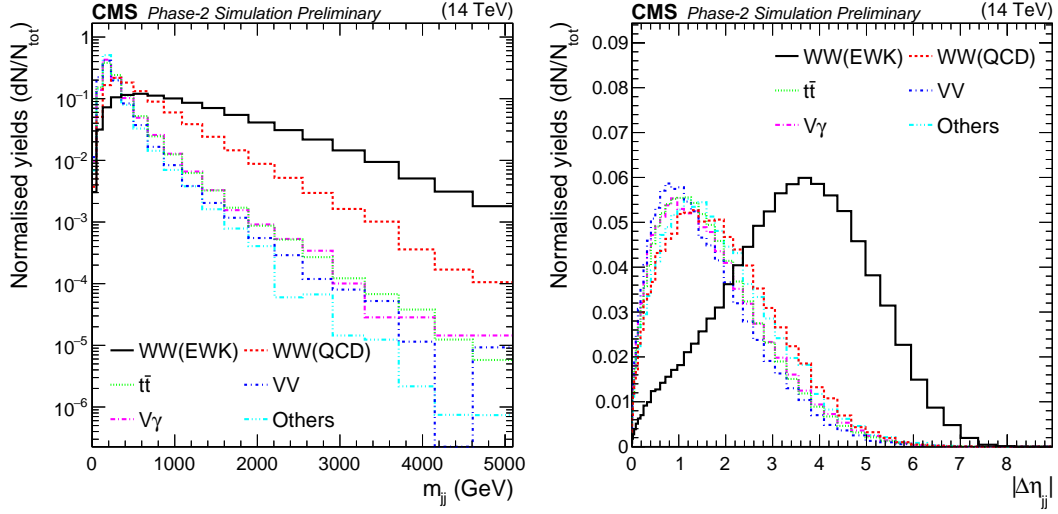 CMS Phase-2 Simulation Preliminary (14 TeV)
Normalised yields (dN/N_tot)
1
10⁻¹
10⁻²
10⁻³
10⁻⁴
10⁻⁵
10⁻⁶
WW(EWK) WW(QCD)
tt̄ VV
Vγ Others
0 1000 2000 3000 4000 5000
m_jj (GeV)
CMS Phase-2 Simulation Preliminary (14 TeV)
Normalised yields (dN/N_tot)
0.09
0.08
0.07
0.06
0.05
0.04
0.03
0.02
0.01
0
WW(EWK) WW(QCD)
tt̄ VV
Vγ Others
0 1 2 3 4 5 6 7 8
|Δη_jj|